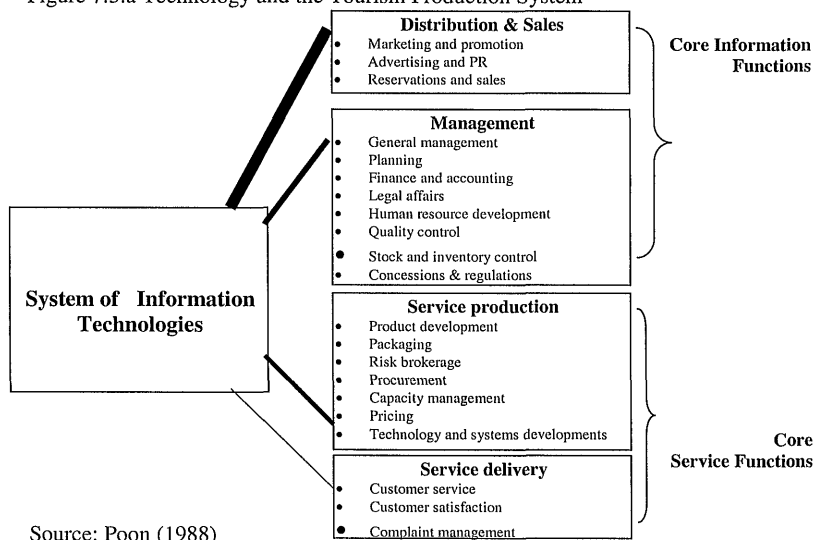 Figure 7.5.a Technology and the Tourism Production System
Distribution & Sales
• Marketing and promotion
• Advertising and PR
• Reservations and sales
Core Information
Functions
Management
• General management
• Planning
• Finance and accounting
• Legal affairs
• Human resource development
• Quality control
• Stock and inventory control
• Concessions & regulations
System of Information
Technologies
Service production
• Product development
• Packaging
• Risk brokerage
• Procurement
• Capacity management
• Pricing
• Technology and systems developments
Core
Service Functions
Service delivery
• Customer service
• Customer satisfaction
• Complaint management
Source: Poon (1988)